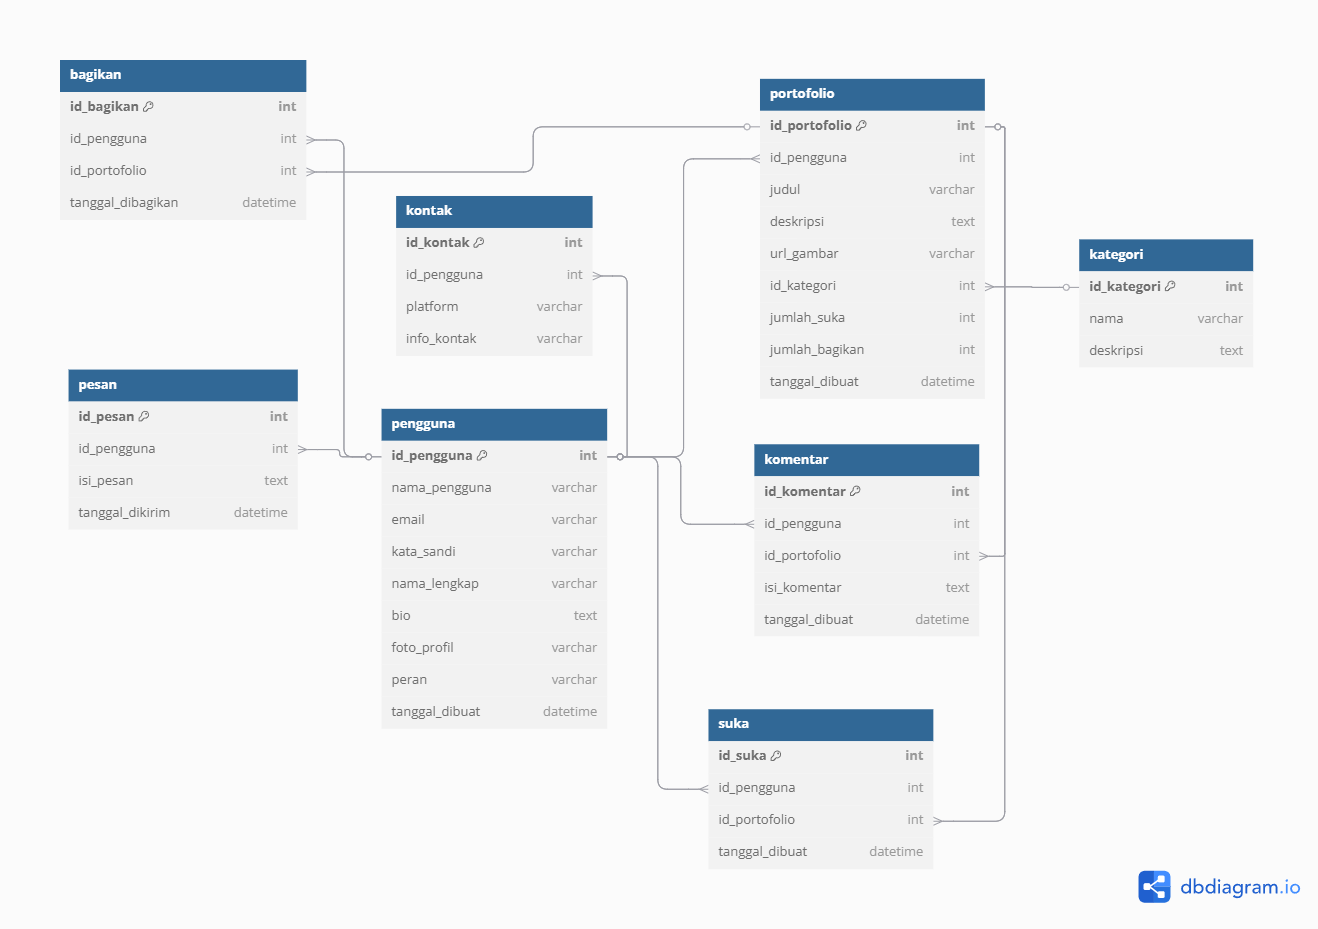 bagikan
id_bagikan int
id_pengguna int
id_portofolio int
tanggal_dibagikan datetime
kontak
id_kontak int
id_pengguna int
platform varchar
info_kontak varchar
pesan
id_pesan int
id_pengguna int
isi_pesan text
tanggal_dikirim datetime
pengguna
id_pengguna int
nama_pengguna varchar
email varchar
kata_sandi varchar
nama_lengkap varchar
bio text
foto_profil varchar
peran varchar
tanggal_dibuat datetime
portofolio
id_portofolio int
id_pengguna int
judul varchar
deskripsi text
url_gambar varchar
id_kategori int
jumlah_suka int
jumlah_bagikan int
tanggal_dibuat datetime
kategori
id_kategori int
nama varchar
deskripsi text
komentar
id_komentar int
id_pengguna int
id_portofolio int
isi_komentar text
tanggal_dibuat datetime
suka
id_suka int
id_pengguna int
id_portofolio int
tanggal_dibuat datetime
dbdiagram.io